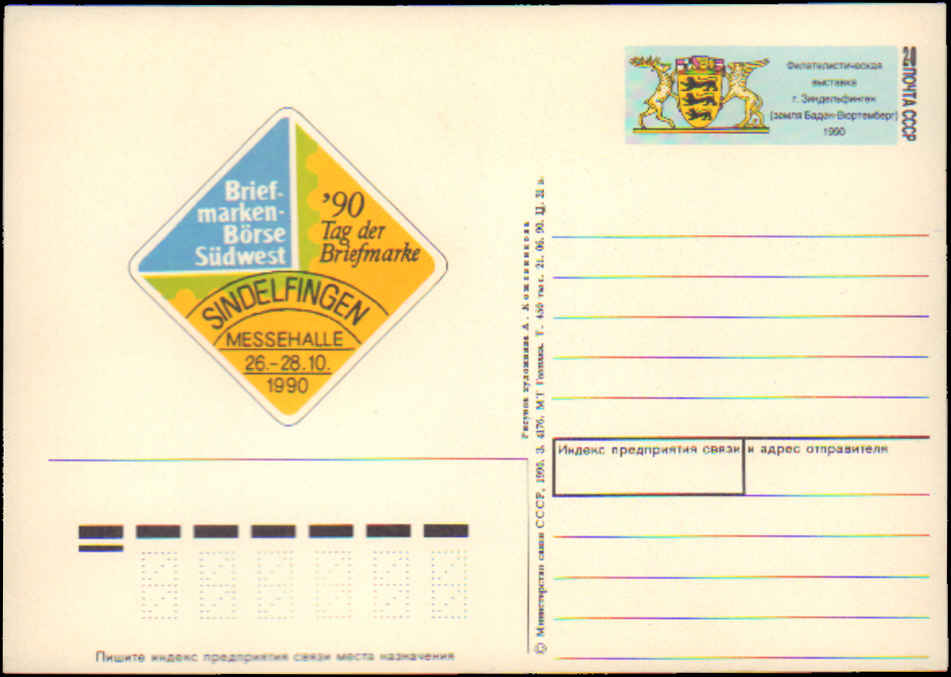 Brief-
marken-
Börse
Südwest
'90
Tag der
Briefmarke
SINDELFINGEN
MESSEHALLE
26.-28.10.
1990
Филателистическая
выставка
г. Зиндельфинген
(земля Баден-Вюртемберг)
1990
ПОЧТА СССР
Рисунок художника А.
© Министерство связи СССР, 1990. З. 4176. МТ Гознака. Т. 450 тыс. 21. 06. 90. Ц. 28 к.
Индекс предприятия связи и адрес отправителя
Пишите индекс предприятия связи места назначения